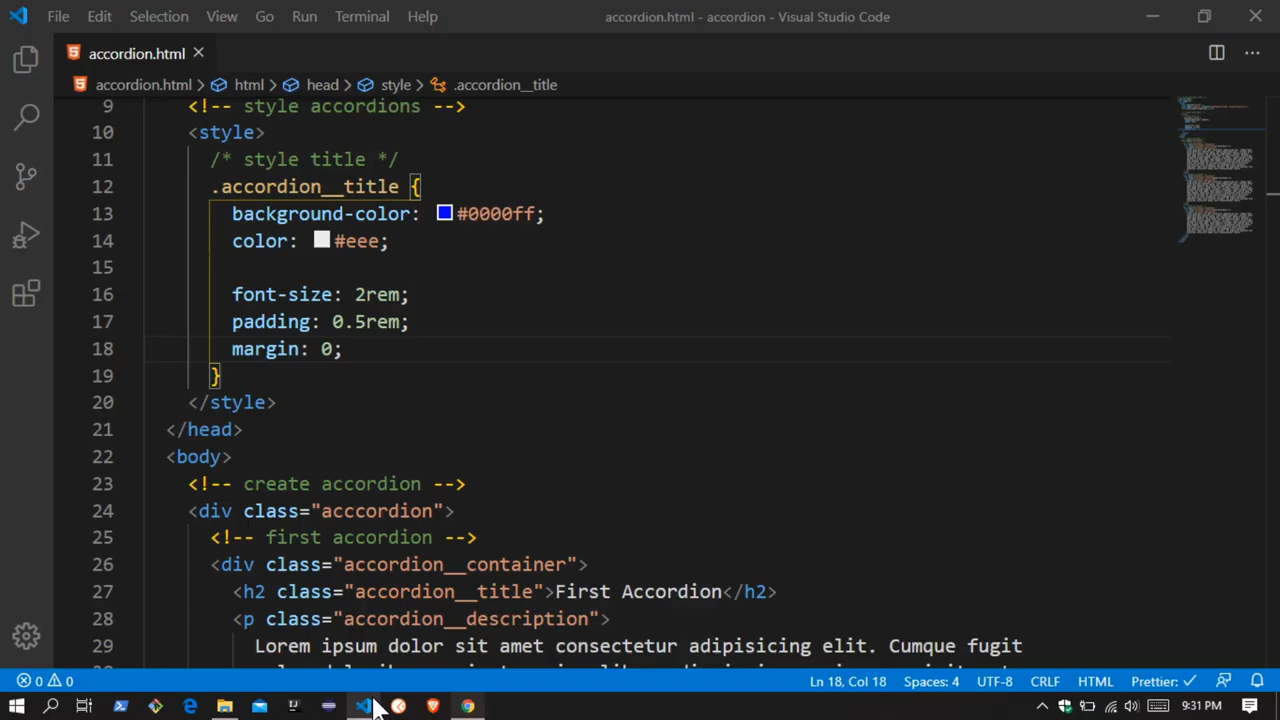 File Edit Selection View Go Run Terminal Help accordion.html - accordion - Visual Studio Code
accordion.html
accordion.html > html > head > style > .accordion__title
9 <!-- style accordions -->
10 <style>
11 /* style title */
12 .accordion__title {
13 background-color: #0000ff;
14 color: #eee;
15
16 font-size: 2rem;
17 padding: 0.5rem;
18 margin: 0;
19 }
20 </style>
21 </head>
22 <body>
23 <!-- create accordion -->
24 <div class="acccordion">
25 <!-- first accordion -->
26 <div class="accordion__container">
27 <h2 class="accordion__title">First Accordion</h2>
28 <p class="accordion__description">
29 Lorem ipsum dolor sit amet consectetur adipisicing elit. Cumque fugit
0 0 Ln 18, Col 18 Spaces: 4 UTF-8 CRLF HTML Prettier: ✓
9:31 PM